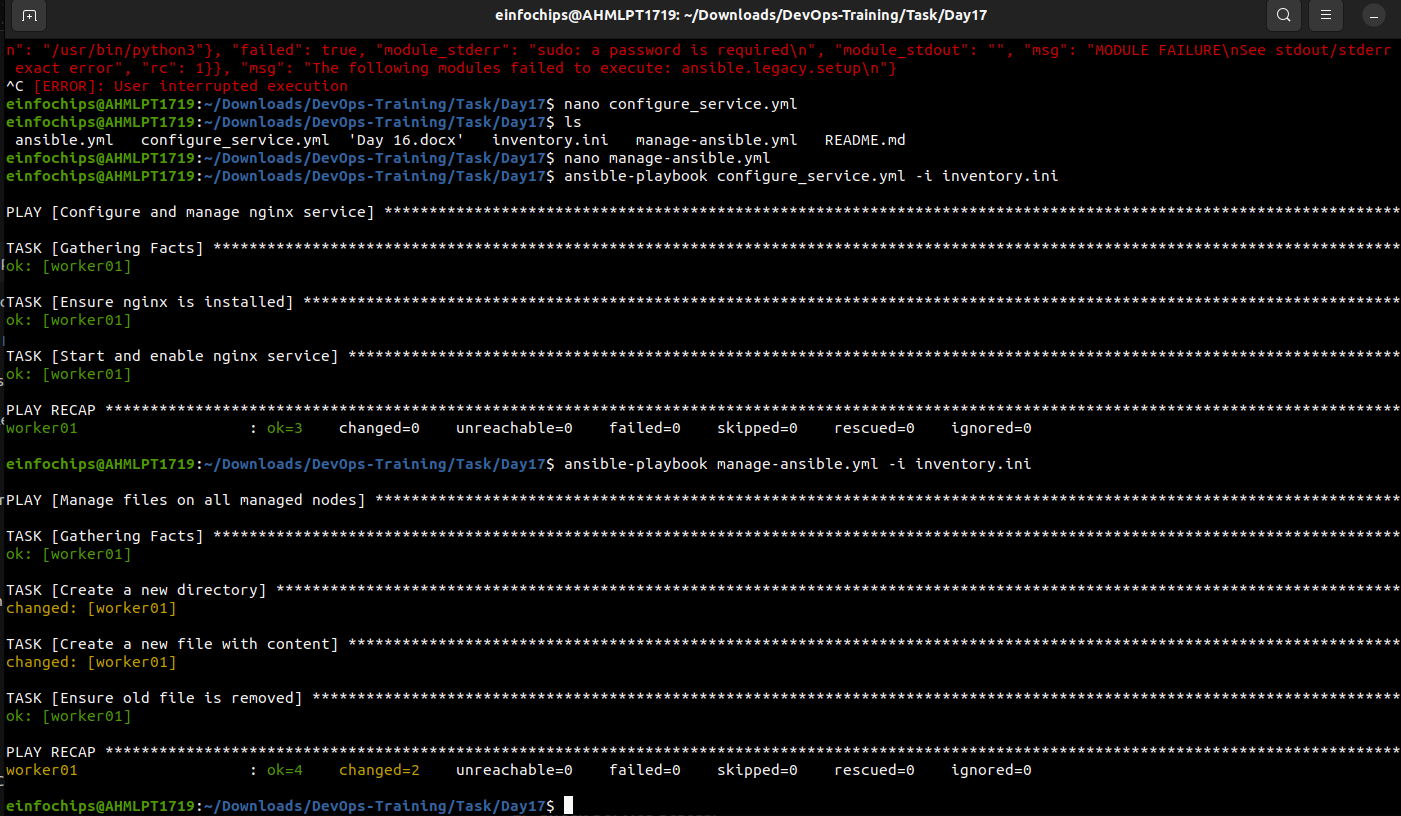 einfochips@AHMLPT1719: ~/Downloads/DevOps-Training/Task/Day17
n": "/usr/bin/python3"}, "failed": true, "module_stderr": "sudo: a password is required\n", "module_stdout": "", "msg": "MODULE FAILURE\nSee stdout/stderr
exact error", "rc": 1}}, "msg": "The following modules failed to execute: ansible.legacy.setup\n"}
^C [ERROR]: User interrupted execution
einfochips@AHMLPT1719:~/Downloads/DevOps-Training/Task/Day17$ nano configure_service.yml
einfochips@AHMLPT1719:~/Downloads/DevOps-Training/Task/Day17$ ls
ansible.yml   configure_service.yml  'Day 16.docx'   inventory.ini   manage-ansible.yml   README.md
einfochips@AHMLPT1719:~/Downloads/DevOps-Training/Task/Day17$ nano manage-ansible.yml
einfochips@AHMLPT1719:~/Downloads/DevOps-Training/Task/Day17$ ansible-playbook configure_service.yml -i inventory.ini
PLAY [Configure and manage nginx service] *****************************************************************************************************************
TASK [Gathering Facts] ************************************************************************************************************************************
ok: [worker01]
TASK [Ensure nginx is installed] **************************************************************************************************************************
ok: [worker01]
TASK [Start and enable nginx service] *********************************************************************************************************************
ok: [worker01]
PLAY RECAP ************************************************************************************************************************************************
worker01                   : ok=3    changed=0    unreachable=0    failed=0    skipped=0    rescued=0    ignored=0
einfochips@AHMLPT1719:~/Downloads/DevOps-Training/Task/Day17$ ansible-playbook manage-ansible.yml -i inventory.ini
PLAY [Manage files on all managed nodes] ******************************************************************************************************************
TASK [Gathering Facts] ************************************************************************************************************************************
ok: [worker01]
TASK [Create a new directory] *****************************************************************************************************************************
changed: [worker01]
TASK [Create a new file with content] *********************************************************************************************************************
changed: [worker01]
TASK [Ensure old file is removed] *************************************************************************************************************************
ok: [worker01]
PLAY RECAP ************************************************************************************************************************************************
worker01                   : ok=4    changed=2    unreachable=0    failed=0    skipped=0    rescued=0    ignored=0
einfochips@AHMLPT1719:~/Downloads/DevOps-Training/Task/Day17$